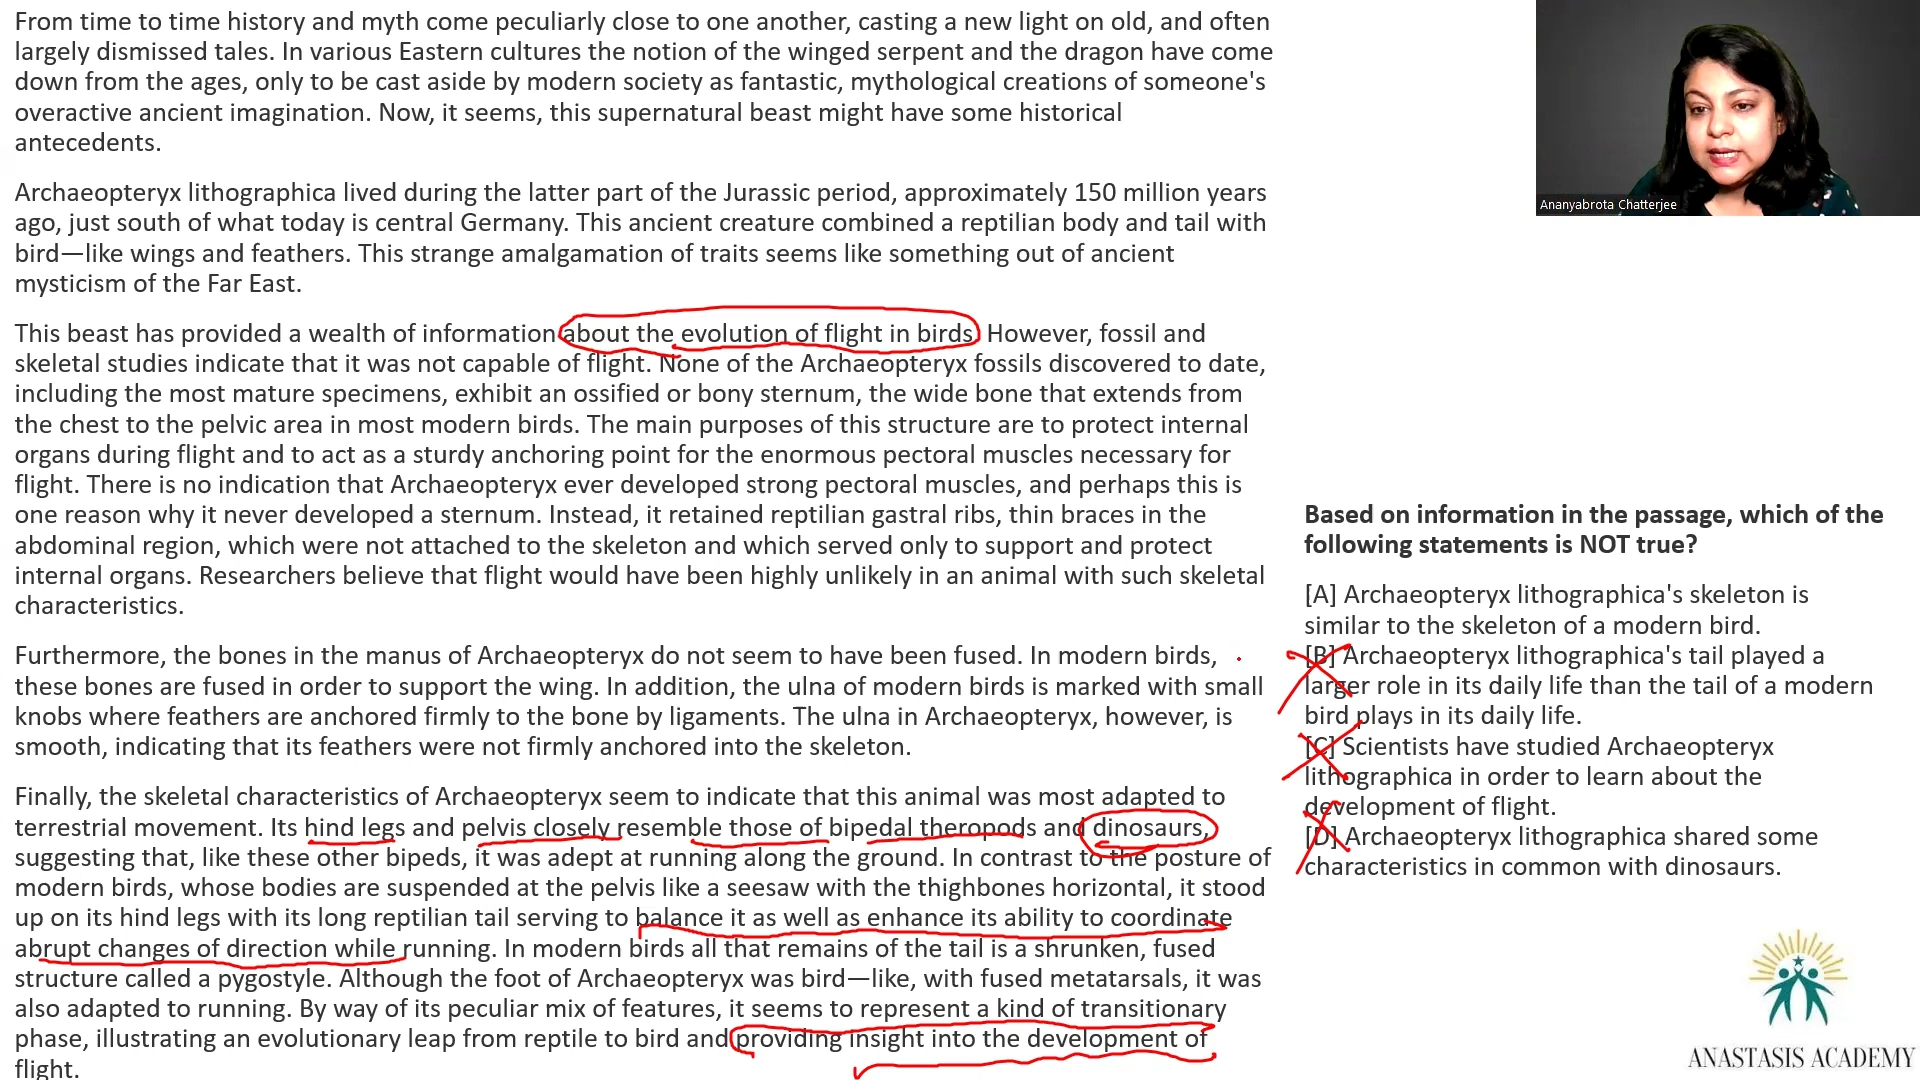 From time to time history and myth come peculiarly close to one another, casting a new light on old, and often
largely dismissed tales. In various Eastern cultures the notion of the winged serpent and the dragon have come
down from the ages, only to be cast aside by modern society as fantastic, mythological creations of someone's
overactive ancient imagination. Now, it seems, this supernatural beast might have some historical
antecedents.
Archaeopteryx lithographica lived during the latter part of the Jurassic period, approximately 150 million years
ago, just south of what today is central Germany. This ancient creature combined a reptilian body and tail with
bird—like wings and feathers. This strange amalgamation of traits seems like something out of ancient
mysticism of the Far East.
This beast has provided a wealth of information about the evolution of flight in birds. However, fossil and
skeletal studies indicate that it was not capable of flight. None of the Archaeopteryx fossils discovered to date,
including the most mature specimens, exhibit an ossified or bony sternum, the wide bone that extends from
the chest to the pelvic area in most modern birds. The main purposes of this structure are to protect internal
organs during flight and to act as a sturdy anchoring point for the enormous pectoral muscles necessary for
flight. There is no indication that Archaeopteryx ever developed strong pectoral muscles, and perhaps this is
one reason why it never developed a sternum. Instead, it retained reptilian gastral ribs, thin braces in the
abdominal region, which were not attached to the skeleton and which served only to support and protect
internal organs. Researchers believe that flight would have been highly unlikely in an animal with such skeletal
characteristics.
Furthermore, the bones in the manus of Archaeopteryx do not seem to have been fused. In modern birds,
these bones are fused in order to support the wing. In addition, the ulna of modern birds is marked with small
knobs where feathers are anchored firmly to the bone by ligaments. The ulna in Archaeopteryx, however, is
smooth, indicating that its feathers were not firmly anchored into the skeleton.
Finally, the skeletal characteristics of Archaeopteryx seem to indicate that this animal was most adapted to
terrestrial movement. Its hind legs and pelvis closely resemble those of bipedal theropods and dinosaurs,
suggesting that, like these other bipeds, it was adept at running along the ground. In contrast to the posture of
modern birds, whose bodies are suspended at the pelvis like a seesaw with the thighbones horizontal, it stood
up on its hind legs with its long reptilian tail serving to balance it as well as enhance its ability to coordinate
abrupt changes of direction while running. In modern birds all that remains of the tail is a shrunken, fused
structure called a pygostyle. Although the foot of Archaeopteryx was bird—like, with fused metatarsals, it was
also adapted to running. By way of its peculiar mix of features, it seems to represent a kind of transitionary
phase, illustrating an evolutionary leap from reptile to bird and providing insight into the development of
flight.
Ananyabrota Chatterjee
Based on information in the passage, which of the
following statements is NOT true?
[A] Archaeopteryx lithographica's skeleton is
similar to the skeleton of a modern bird.
[B] Archaeopteryx lithographica's tail played a
larger role in its daily life than the tail of a modern
bird plays in its daily life.
[C] Scientists have studied Archaeopteryx
lithographica in order to learn about the
development of flight.
[D] Archaeopteryx lithographica shared some
characteristics in common with dinosaurs.
ANASTASIS ACADEMY